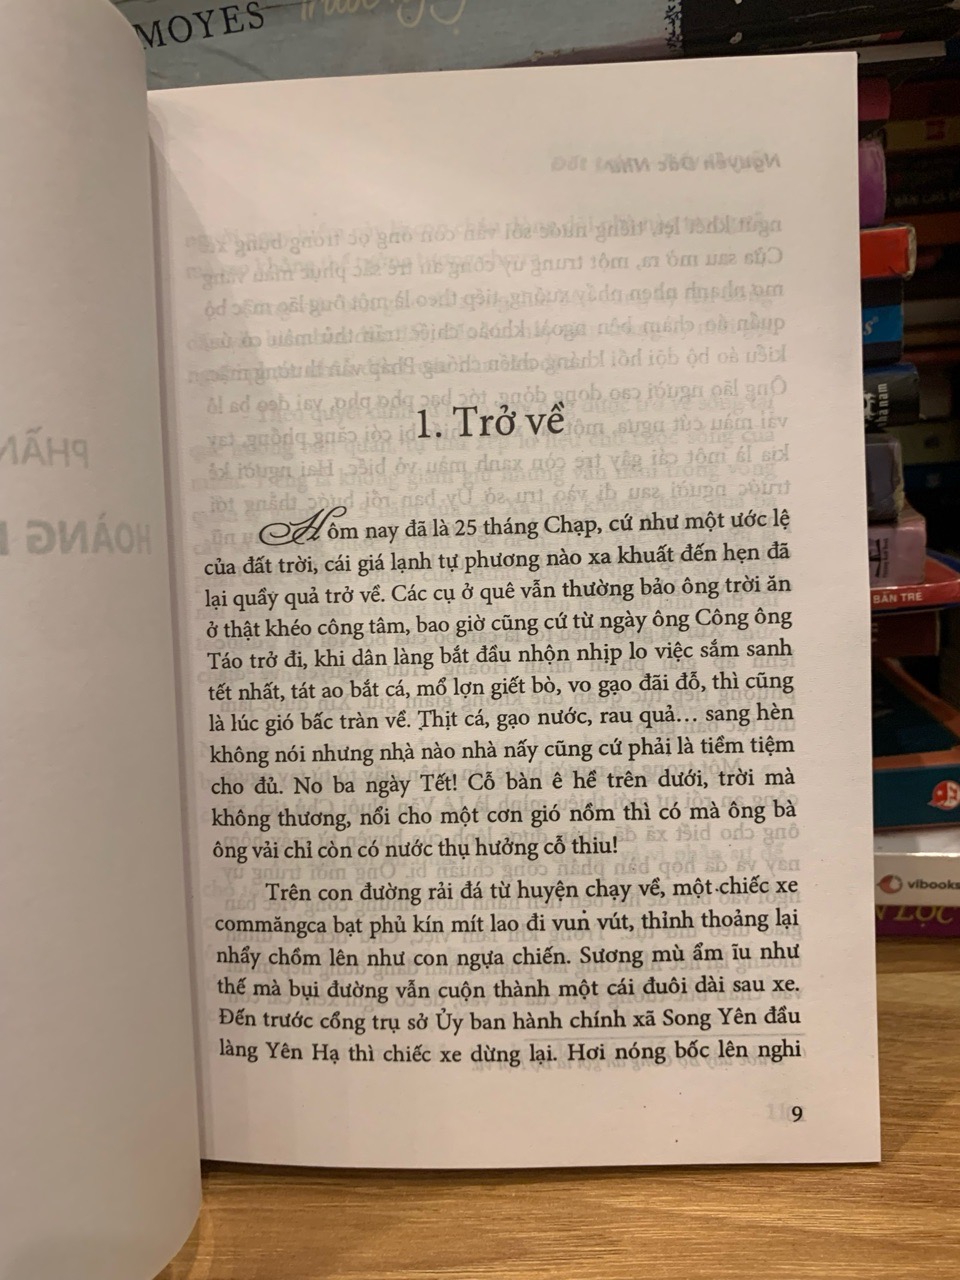 MOYES
1. Trở về
Hôm nay đã là 25 tháng Chạp, cứ như một ước lệ
của đất trời, cái giá lạnh tự phương nào xa khuất đến hẹn đã
lại quầy quả trở về. Các cụ ở quê vẫn thường bảo ông trời ăn
ở thật khéo công tâm, bao giờ cũng cứ từ ngày ông Công ông
Táo trở đi, khi dân làng bắt đầu nhộn nhịp lo việc sắm sanh
tết nhất, tát ao bắt cá, mổ lợn giết bò, vo gạo đãi đỗ, thì cũng
là lúc gió bấc tràn về. Thịt cá, gạo nước, rau quả... sang hèn
không nói nhưng nhà nào nhà nấy cũng cứ phải là tiềm tiệm
cho đủ. No ba ngày Tết! Cỗ bàn ê hề trên dưới, trời mà
không thương, nổi cho một cơn gió nồm thì có mà ông bà
ông vải chỉ còn có nước thụ hưởng cỗ thiu!
Trên con đường rải đá từ huyện chạy về, một chiếc xe
commăngca bạt phủ kín mít lao đi vun vút, thỉnh thoảng lại
nhẩy chồm lên như con ngựa chiến. Sương mù ẩm ĩu như
thế mà bụi đường vẫn cuộn thành một cái đuôi dài sau xe.
Đến trước cổng trụ sở Ủy ban hành chính xã Song Yên đầu
làng Yên Hạ thì chiếc xe dừng lại. Hơi nóng bốc lên nghi
9
Nhã nam
BẢN TRẺ
vibooks
LỌC